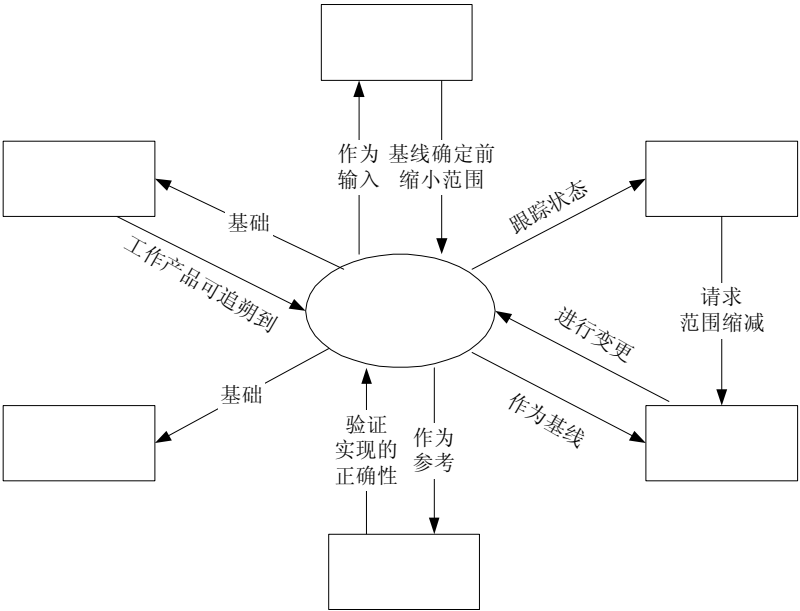 作为
输入
基线确定前
缩小范围
跟踪状态
基础
工作产品可追朔到
请求
范围缩减
进行变更
基础
作为基线
验证
实现的
正确性
作为
参考